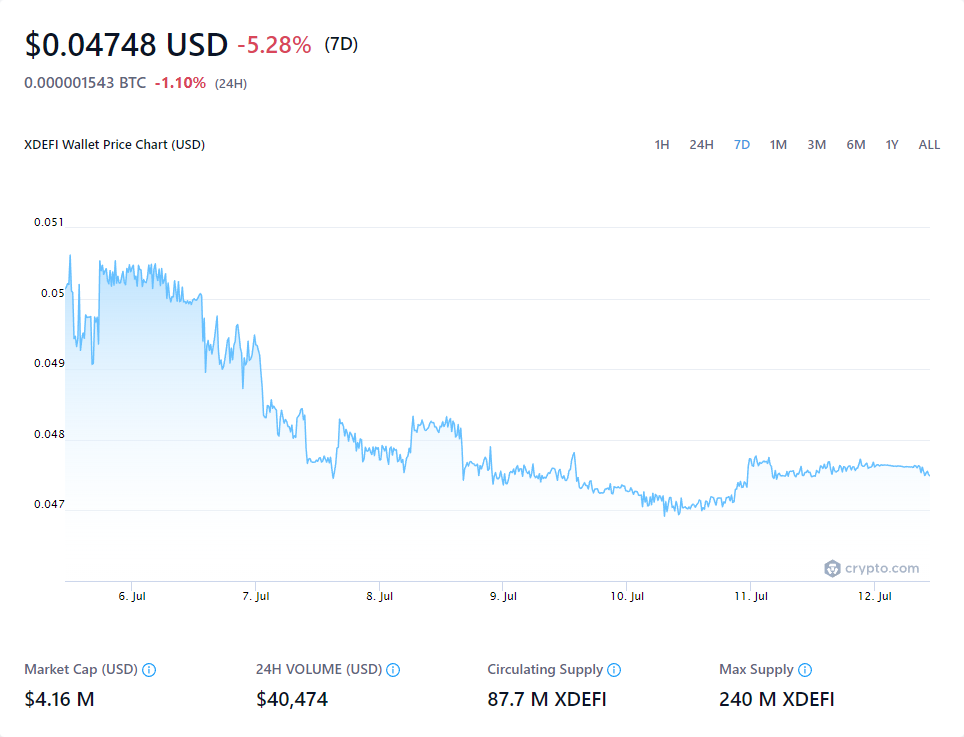 $0.04748 USD -5.28% (7D)
0.000001543 BTC -1.10% (24H)
XDEFI Wallet Price Chart (USD) 1H 24H 7D 1M 3M 6M 1Y ALL
0.051
0.05
0.049
0.048
0.047
crypto.com
6. Jul 7. Jul 8. Jul 9. Jul 10. Jul 11. Jul 12. Jul
Market Cap (USD) 24H VOLUME (USD) Circulating Supply Max Supply
$4.16 M $40,474 87.7 M XDEFI 240 M XDEFI